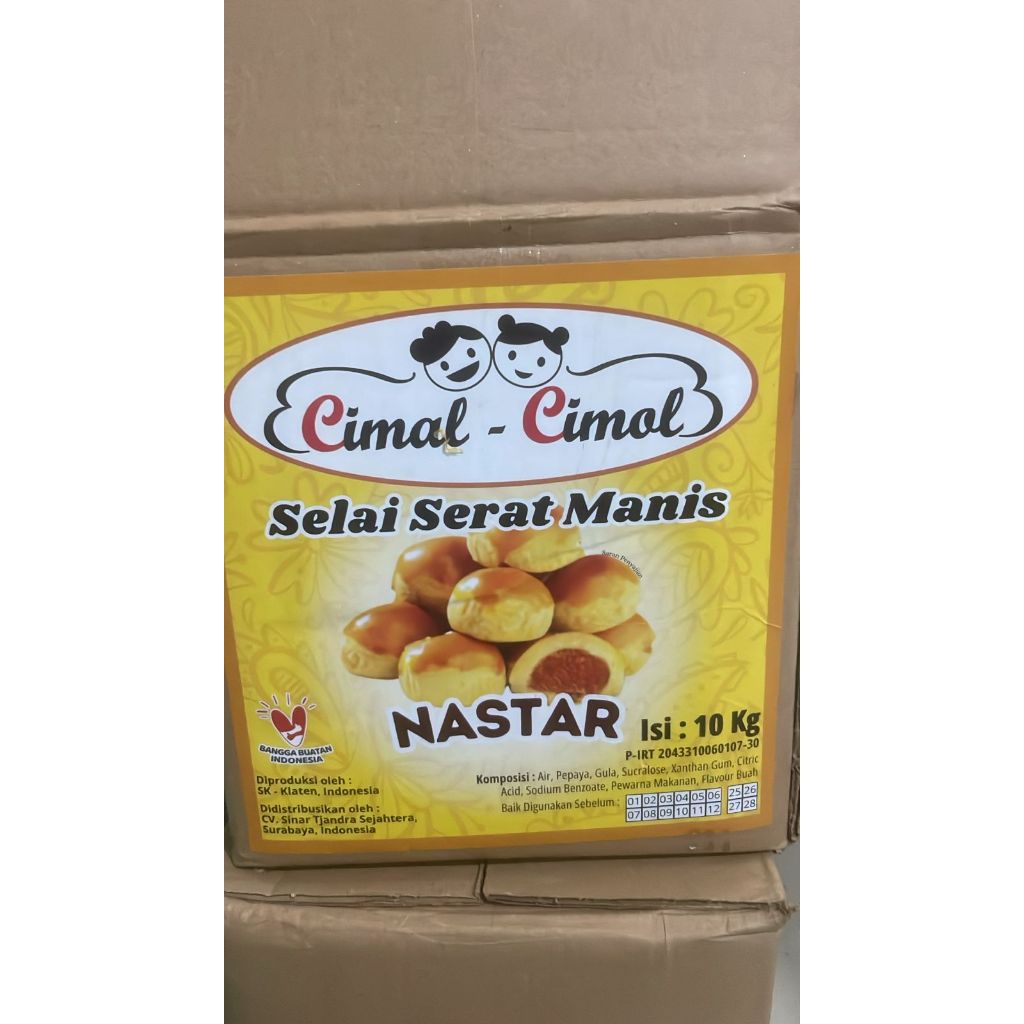 Cimal - Cimol
Selai Serat Manis
Saran Penyajian
NASTAR
Isi : 10 Kg
P-IRT 2043310060107-30
BANGGA BUATAN
INDONESIA
Komposisi : Air, Pepaya, Gula, Sucralose, Xanthan Gum, Citric
Acid, Sodium Benzoate, Pewarna Makanan, Flavour Buah
Baik Digunakan Sebelum :
01 02 03 04 05 06 25 26
07 08 09 10 11 12 27 28
Diproduksi oleh :
SK - Klaten, Indonesia
Didistribusikan oleh :
CV. Sinar Tjandra Sejahtera,
Surabaya, Indonesia